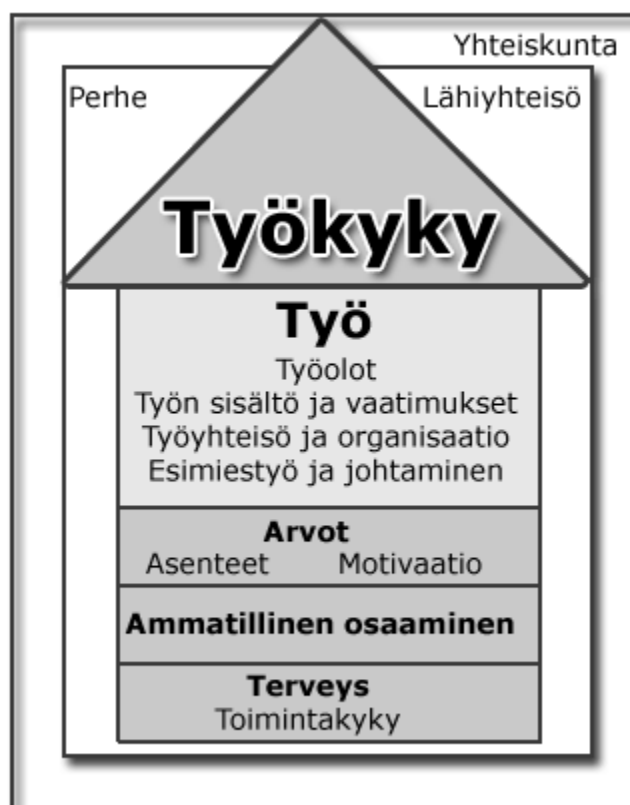 Yhteiskunta
Perhe Lähiyhteisö
Työkyky
Työ
Työolot
Työn sisältö ja vaatimukset
Työyhteisö ja organisaatio
Esimiestyö ja johtaminen
Arvot
Asenteet Motivaatio
Ammatillinen osaaminen
Terveys
Toimintakyky